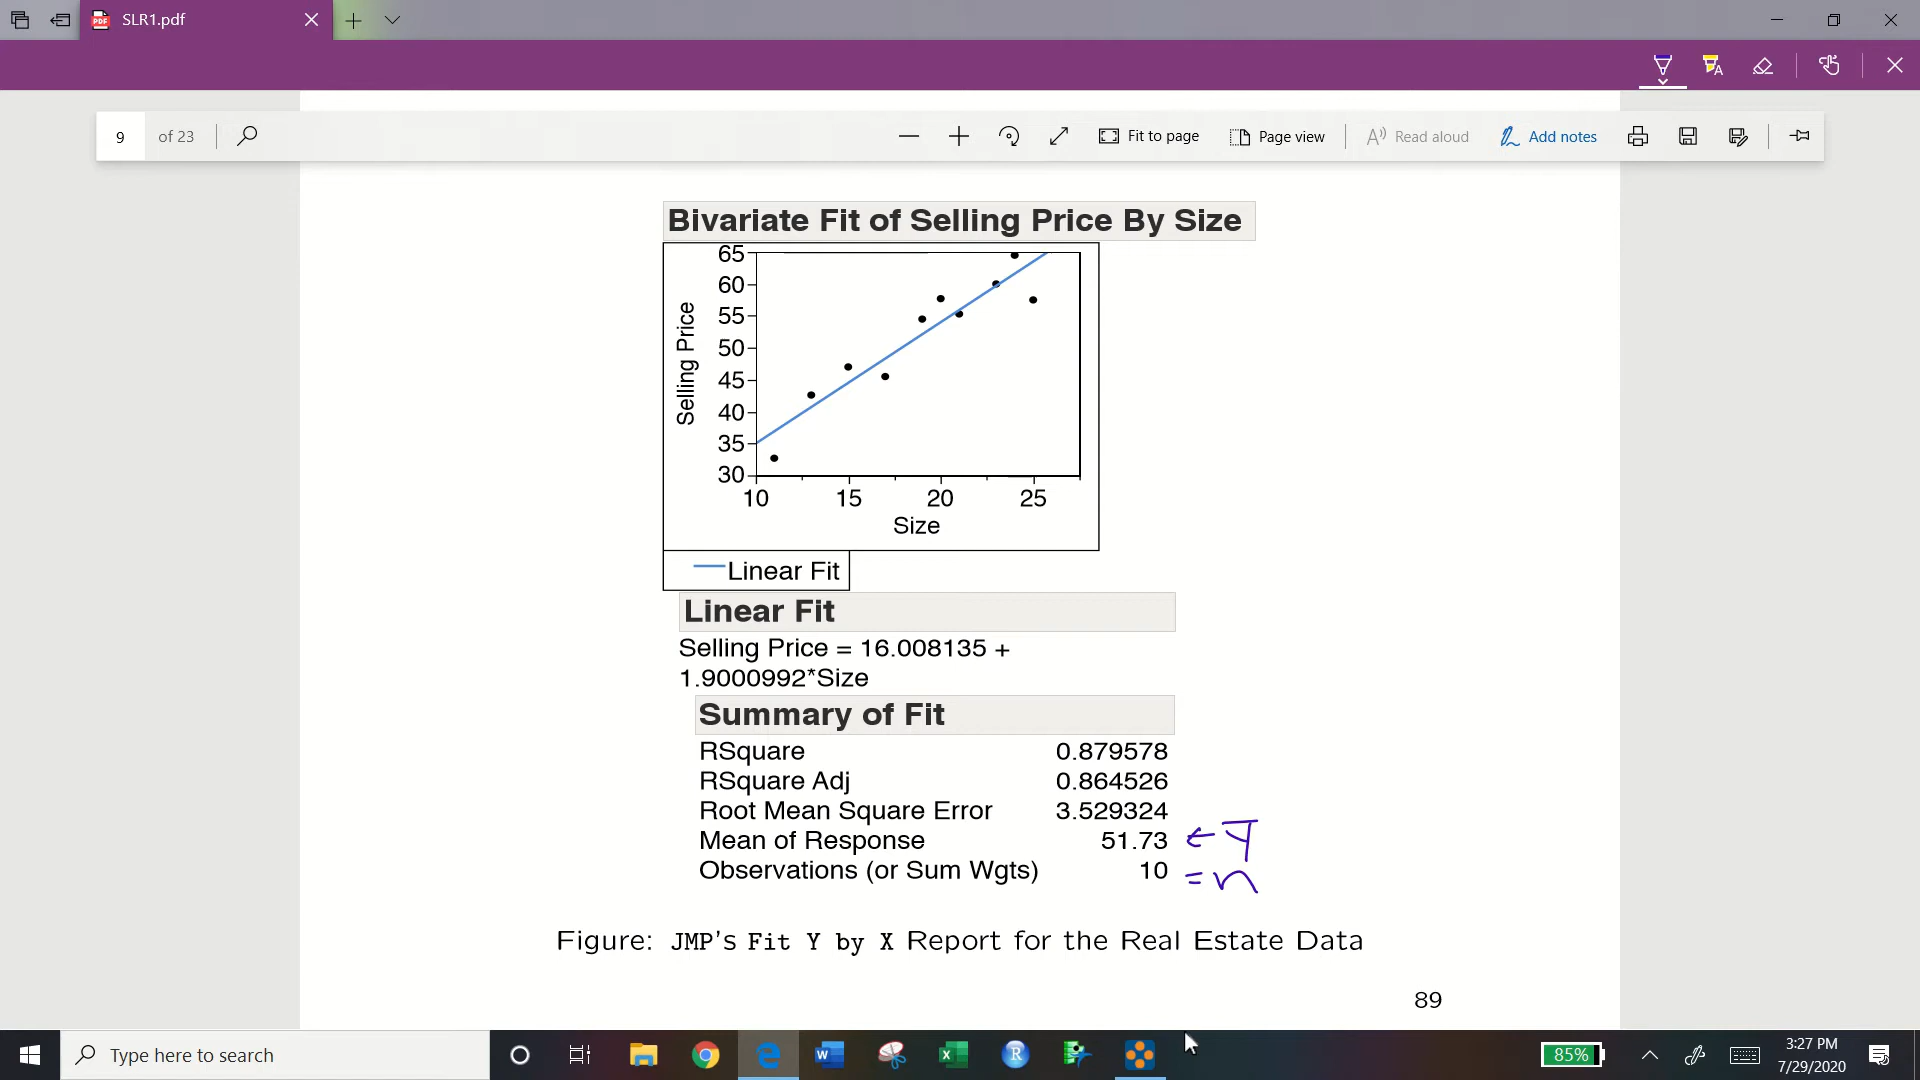 SLR1.pdf
9 of 23
Fit to page
Page view
Read aloud
Add notes
Bivariate Fit of Selling Price By Size
65
60
55
50
45
40
35
30
Selling Price
10 15 20 25
Size
Linear Fit
Linear Fit
Selling Price = 16.008135 +
1.9000992*Size
Summary of Fit
RSquare 0.879578
RSquare Adj 0.864526
Root Mean Square Error 3.529324
Mean of Response 51.73 ← ȳ
Observations (or Sum Wgts) 10 = n
Figure: JMP's Fit Y by X Report for the Real Estate Data
89
Type here to search
85%
3:27 PM
7/29/2020